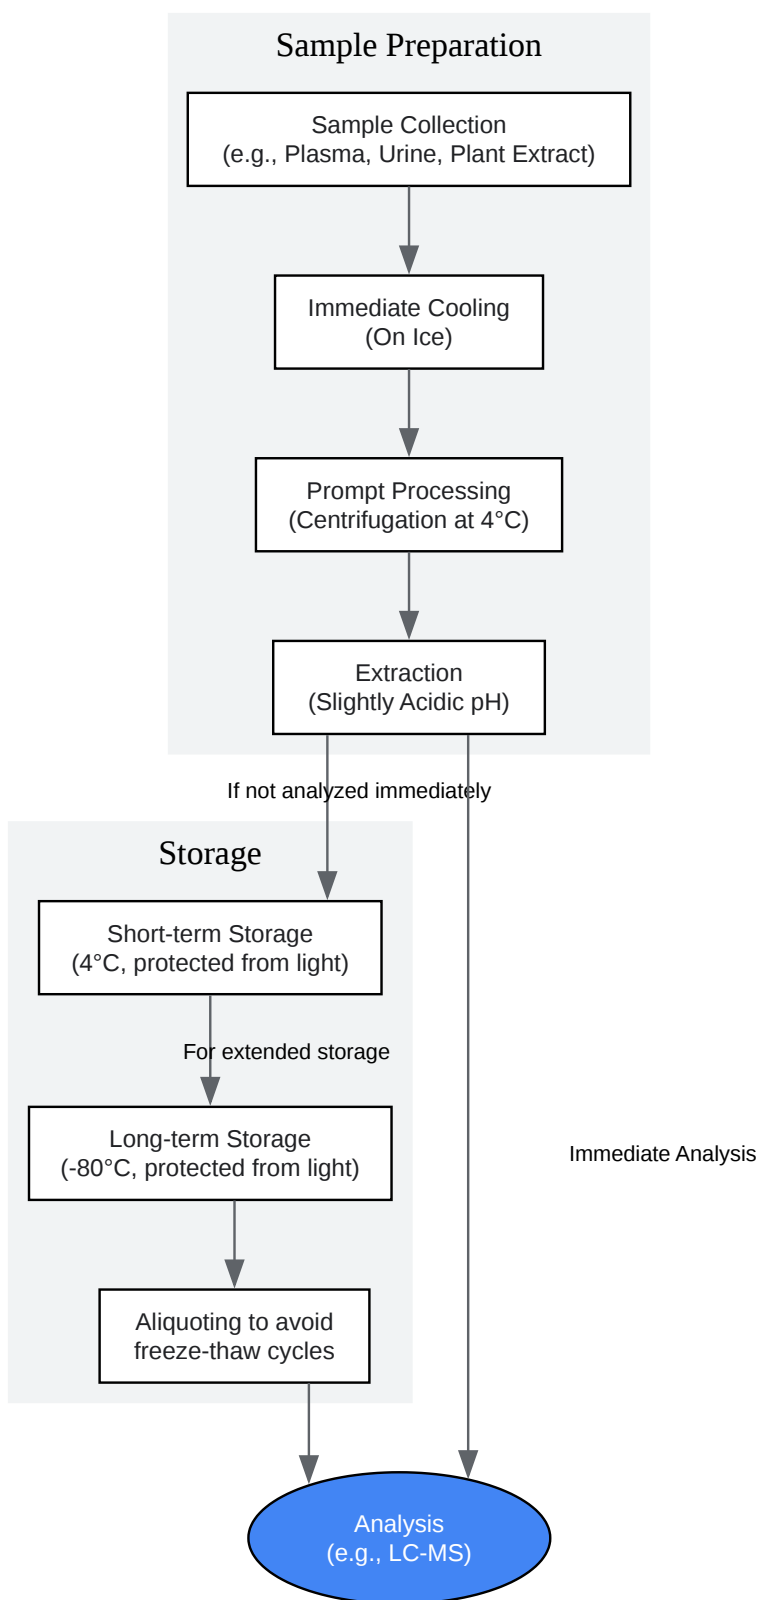 Sample Preparation
Sample Collection
(e.g., Plasma, Urine, Plant Extract)
Immediate Cooling
(On Ice)
Prompt Processing
(Centrifugation at 4°C)
Extraction
(Slightly Acidic pH)
If not analyzed immediately
Storage
Short-term Storage
(4°C, protected from light)
For extended storage
Long-term Storage
(-80°C, protected from light)
Immediate Analysis
Aliquoting to avoid
freeze-thaw cycles
Analysis
(e.g., LC-MS)